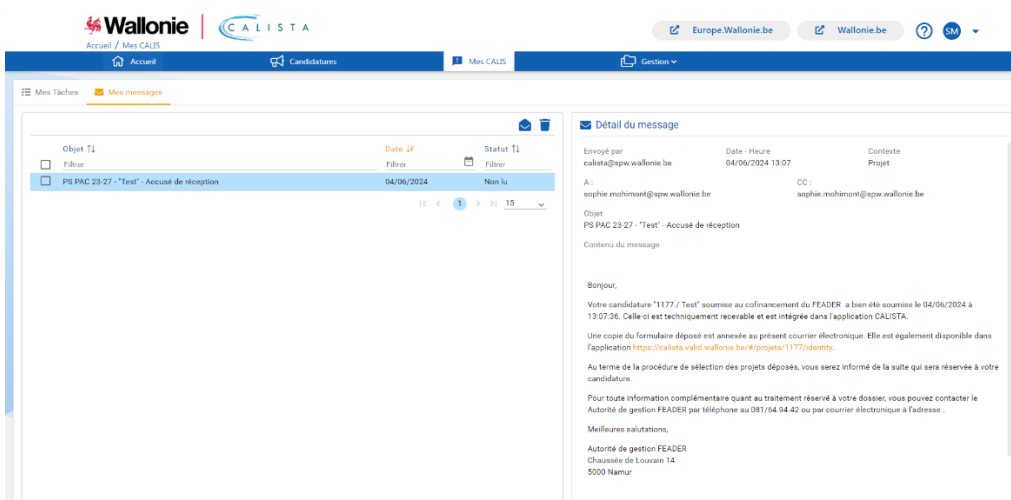 Wallonie
CALISTA
Europe.Wallonie.be
Wallonie.be
SM
Accueil / Mes CALIS
Accueil
Candidatures
Mes CALIS
Gestion
Mes Tâches
Mes messages
Objet
Date
Statut
Filtrer
Filtrer
Filtrer
PS PAC 23-27 - "Test" - Accusé de réception
04/06/2024
Non lu
1
15
Détail du message
Envoyé par
Date - Heure
Contexte
calista@spw.wallonie.be
04/06/2024 13:07
Projet
A :
CC :
sophie.mohimont@spw.wallonie.be
sophie.mohimont@spw.wallonie.be
Objet
PS PAC 23-27 - "Test" - Accusé de réception
Contenu du message
Bonjour,
Votre candidature "1177 / Test" soumise au cofinancement du FEADER a bien été soumise le 04/06/2024 à
13:07:36. Celle-ci est techniquement recevable et est intégrée dans l'application CALISTA.
Une copie du formulaire déposé est annexée au présent courrier électronique. Elle est également disponible dans
l'application https://calista.valid.wallonie.be/#/projets/1177/identity.
Au terme de la procédure de sélection des projets déposés, vous serez informé de la suite qui sera réservée à votre
candidature.
Pour toute information complémentaire quant au traitement réservé à votre dossier, vous pouvez contacter le
Autorité de gestion FEADER par téléphone au 081/64.94.42 ou par courrier électronique à l'adresse .
Meilleures salutations,
Autorité de gestion FEADER
Chaussée de Louvain 14
5000 Namur